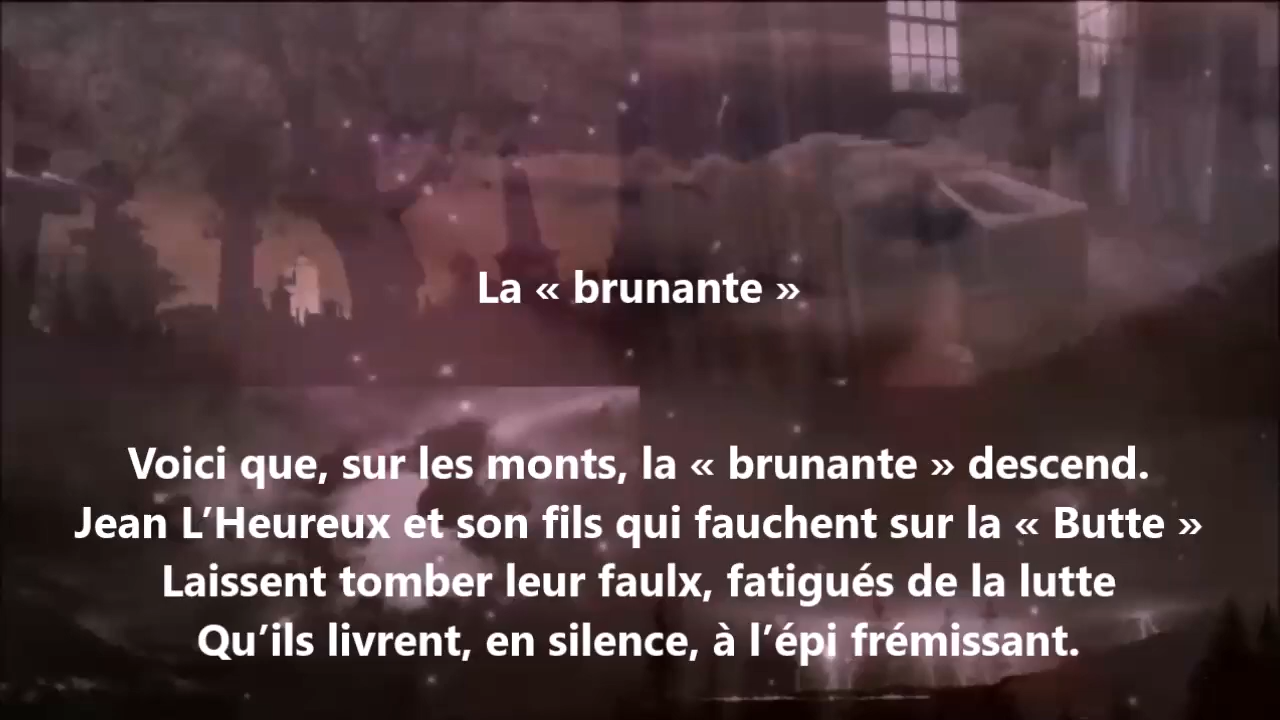 La « brunante »
Voici que, sur les monts, la « brunante » descend.
Jean L’Heureux et son fils qui fauchent sur la « Butte »
Laissent tomber leur faulx, fatigués de la lutte
Qu’ils livrent, en silence, à l’épi frémissant.